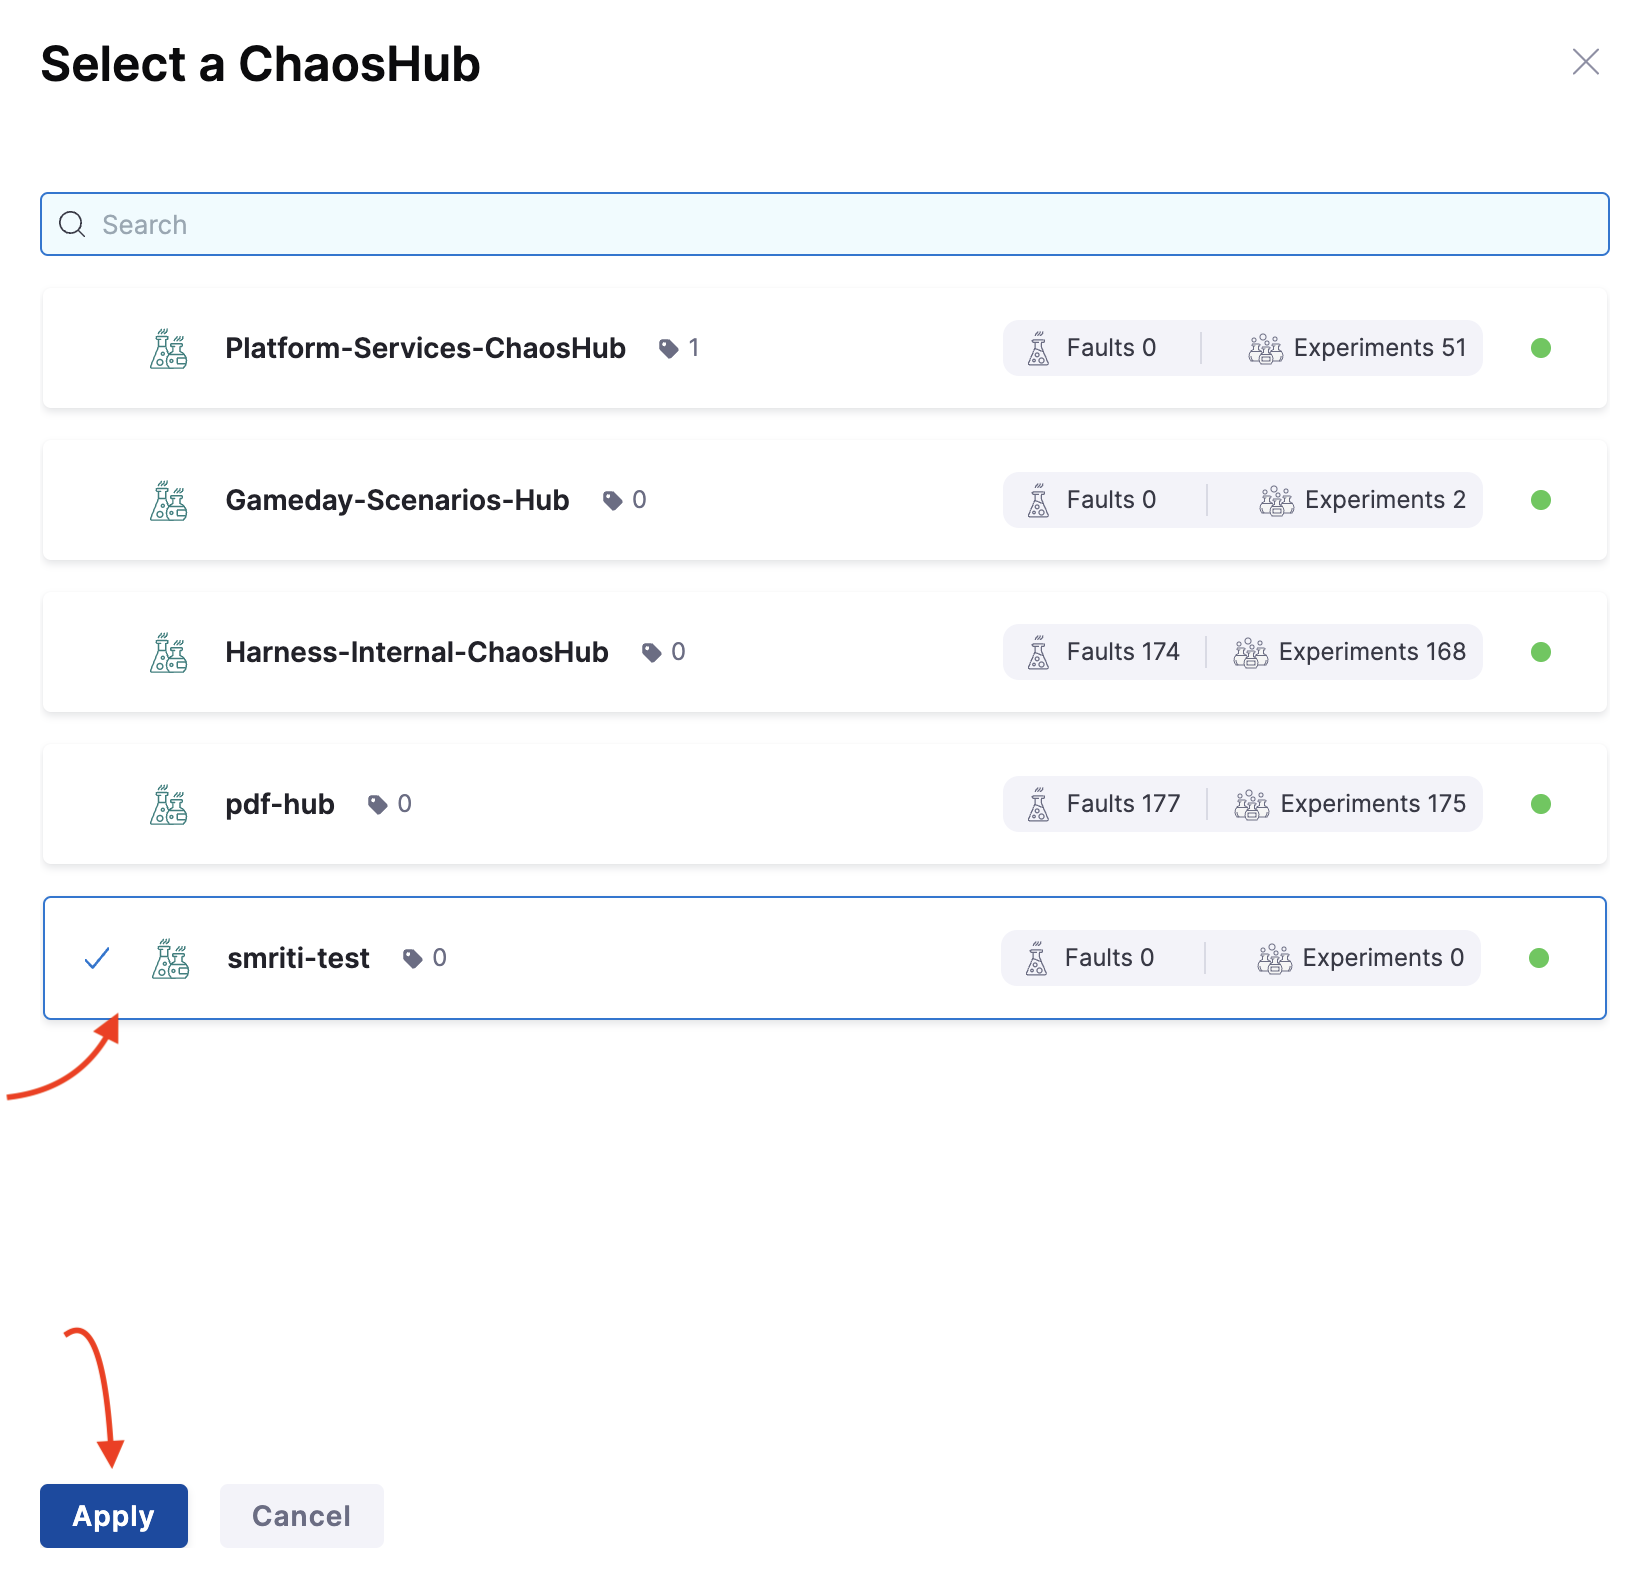 Select a ChaosHub
Search
Platform-Services-ChaosHub 1 Faults 0 Experiments 51
Gameday-Scenarios-Hub 0 Faults 0 Experiments 2
Harness-Internal-ChaosHub 0 Faults 174 Experiments 168
pdf-hub 0 Faults 177 Experiments 175
smriti-test 0 Faults 0 Experiments 0
Apply Cancel